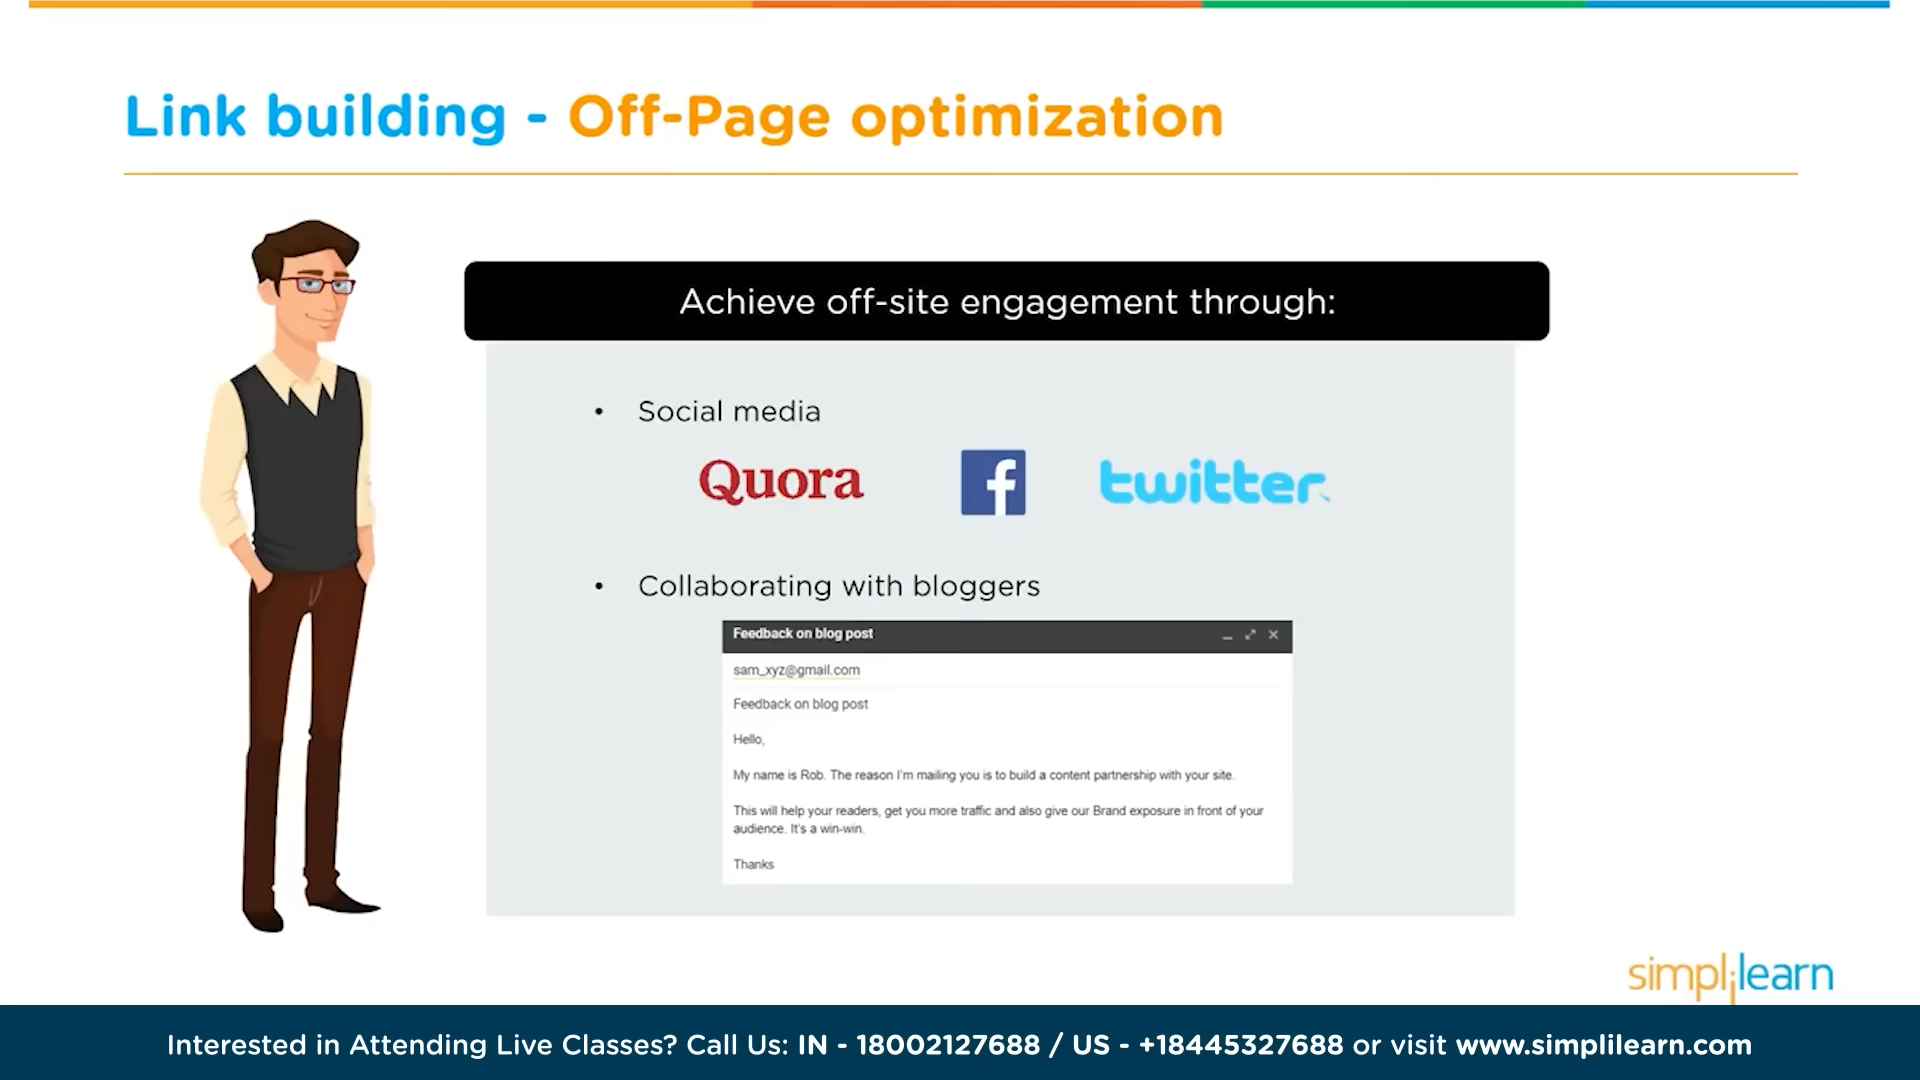 Link building - Off-Page optimization
Achieve off-site engagement through:
• Social media
Quora f twitter
• Collaborating with bloggers
Feedback on blog post
sam_xyz@gmail.com
Feedback on blog post
Hello,
My name is Rob. The reason I'm mailing you is to build a content partnership with your site.
This will help your readers, get you more traffic and also give our Brand exposure in front of your
audience. It's a win-win.
Thanks
simplilearn
Interested in Attending Live Classes? Call Us: IN - 18002127688 / US - +18445327688 or visit www.simplilearn.com